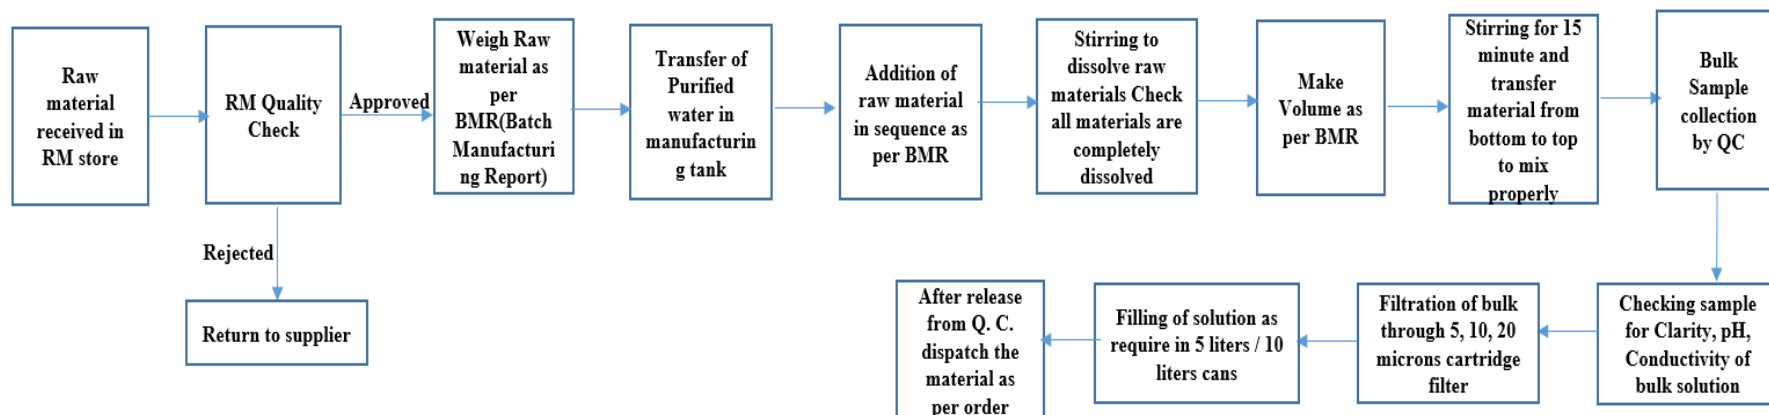 Raw
material
received in
RM store
RM Quality
Check
Approved
Rejected
Return to supplier
Weigh Raw
material as
per
BMR(Batch
Manufacturi
ng Report)
Transfer of
Purified
water in
manufacturin
g tank
Addition of
raw material
in sequence as
per BMR
Stirring to
dissolve raw
materials Check
all materials are
completely
dissolved
Make
Volume as
per BMR
Stirring for 15
minute and
transfer
material from
bottom to top
to mix
properly
Bulk
Sample
collection
by QC
Checking sample
for Clarity, pH,
Conductivity of
bulk solution
Filtration of bulk
through 5, 10, 20
microns cartridge
filter
Filling of solution as
require in 5 liters / 10
liters cans
After release
from Q. C.
dispatch the
material as
per order